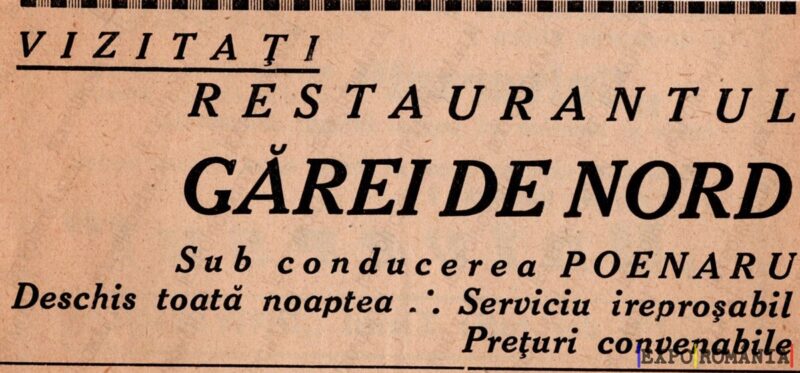 VIZITAŢI
RESTAURANTUL
GĂREI DE NORD
Sub conducerea POENARU
Deschis toată noaptea ∴ Serviciu ireproşabil
Preţuri convenabile
EXPO ROMANIA